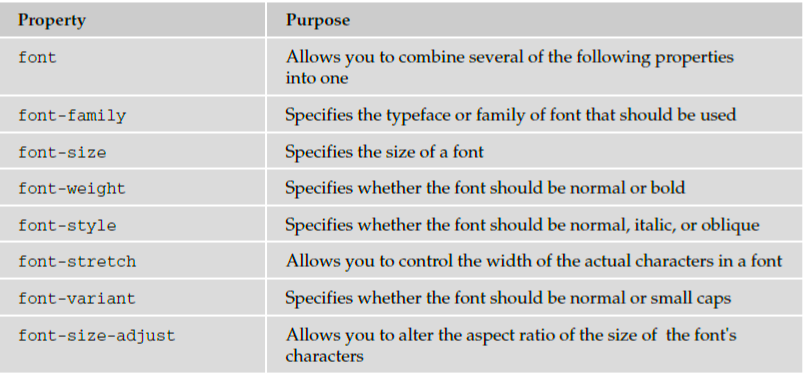 Property Purpose
font Allows you to combine several of the following properties
into one
font-family Specifies the typeface or family of font that should be used
font-size Specifies the size of a font
font-weight Specifies whether the font should be normal or bold
font-style Specifies whether the font should be normal, italic, or oblique
font-stretch Allows you to control the width of the actual characters in a font
font-variant Specifies whether the font should be normal or small caps
font-size-adjust Allows you to alter the aspect ratio of the size of the font's
characters